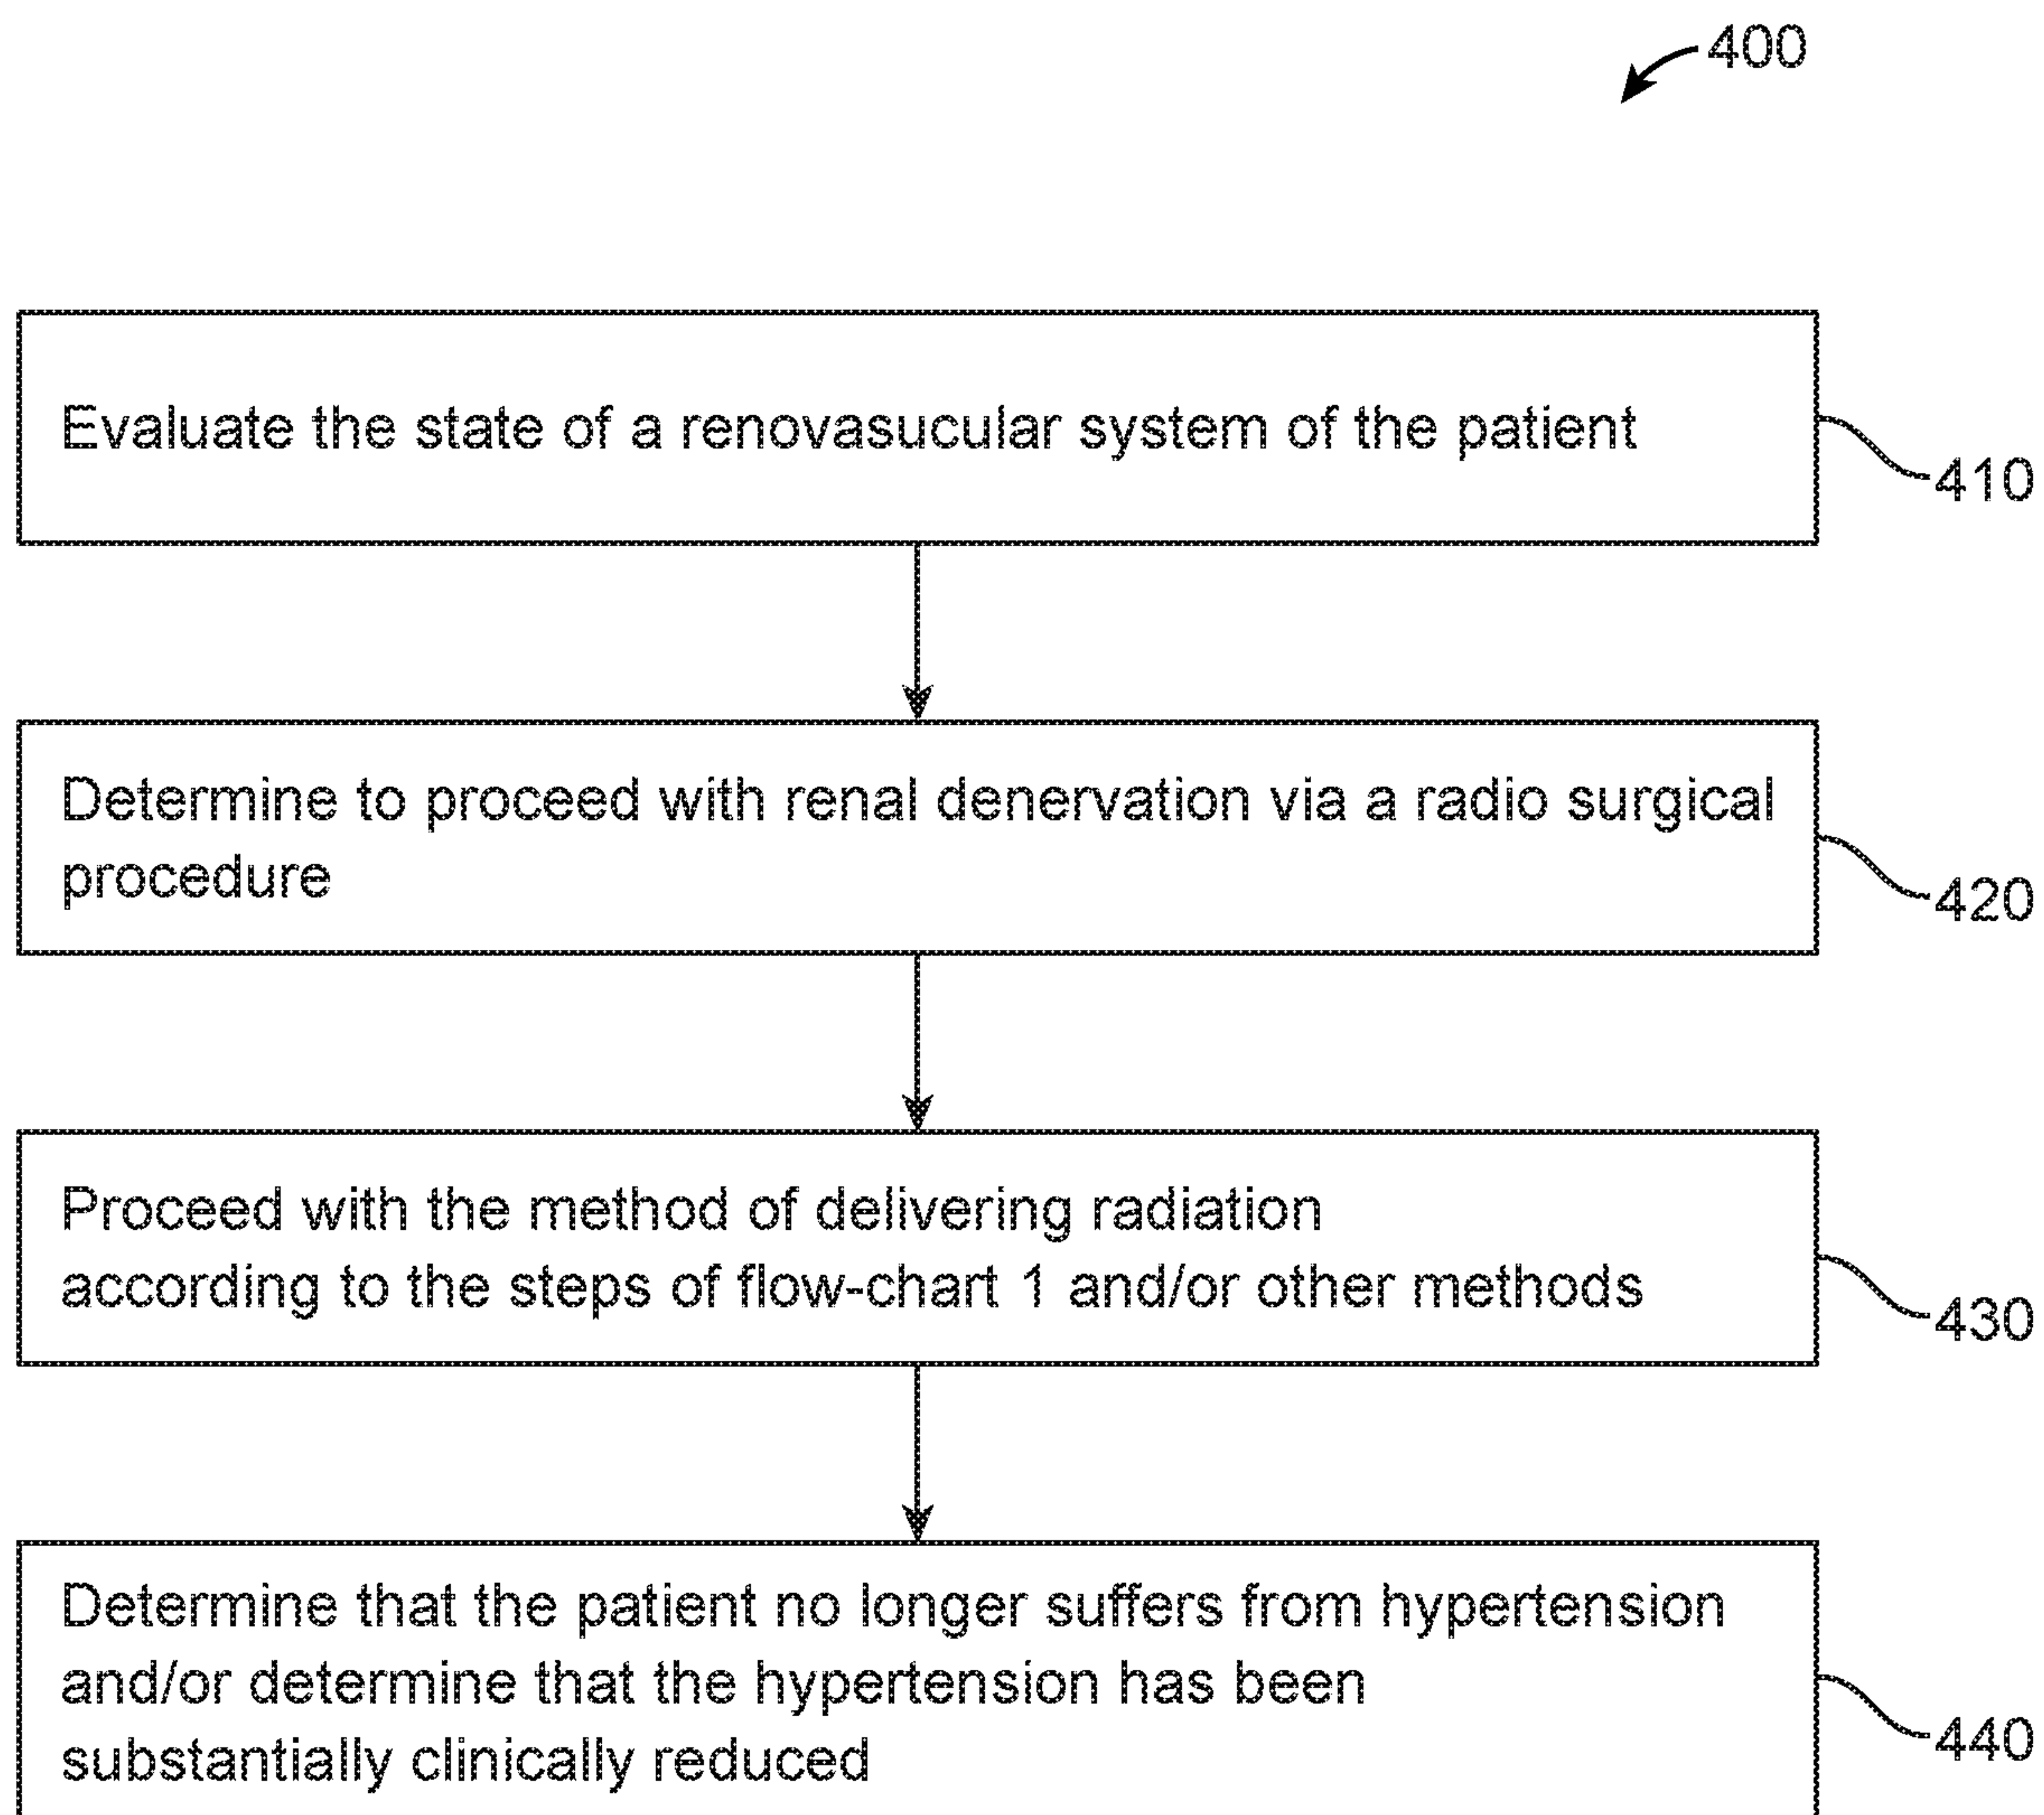 400
Evaluate the state of a renovasucular system of the patient
410
Determine to proceed with renal denervation via a radio surgical
procedure
420
Proceed with the method of delivering radiation
according to the steps of flow-chart 1 and/or other methods
430
Determine that the patient no longer suffers from hypertension
and/or determine that the hypertension has been
substantially clinically reduced
440